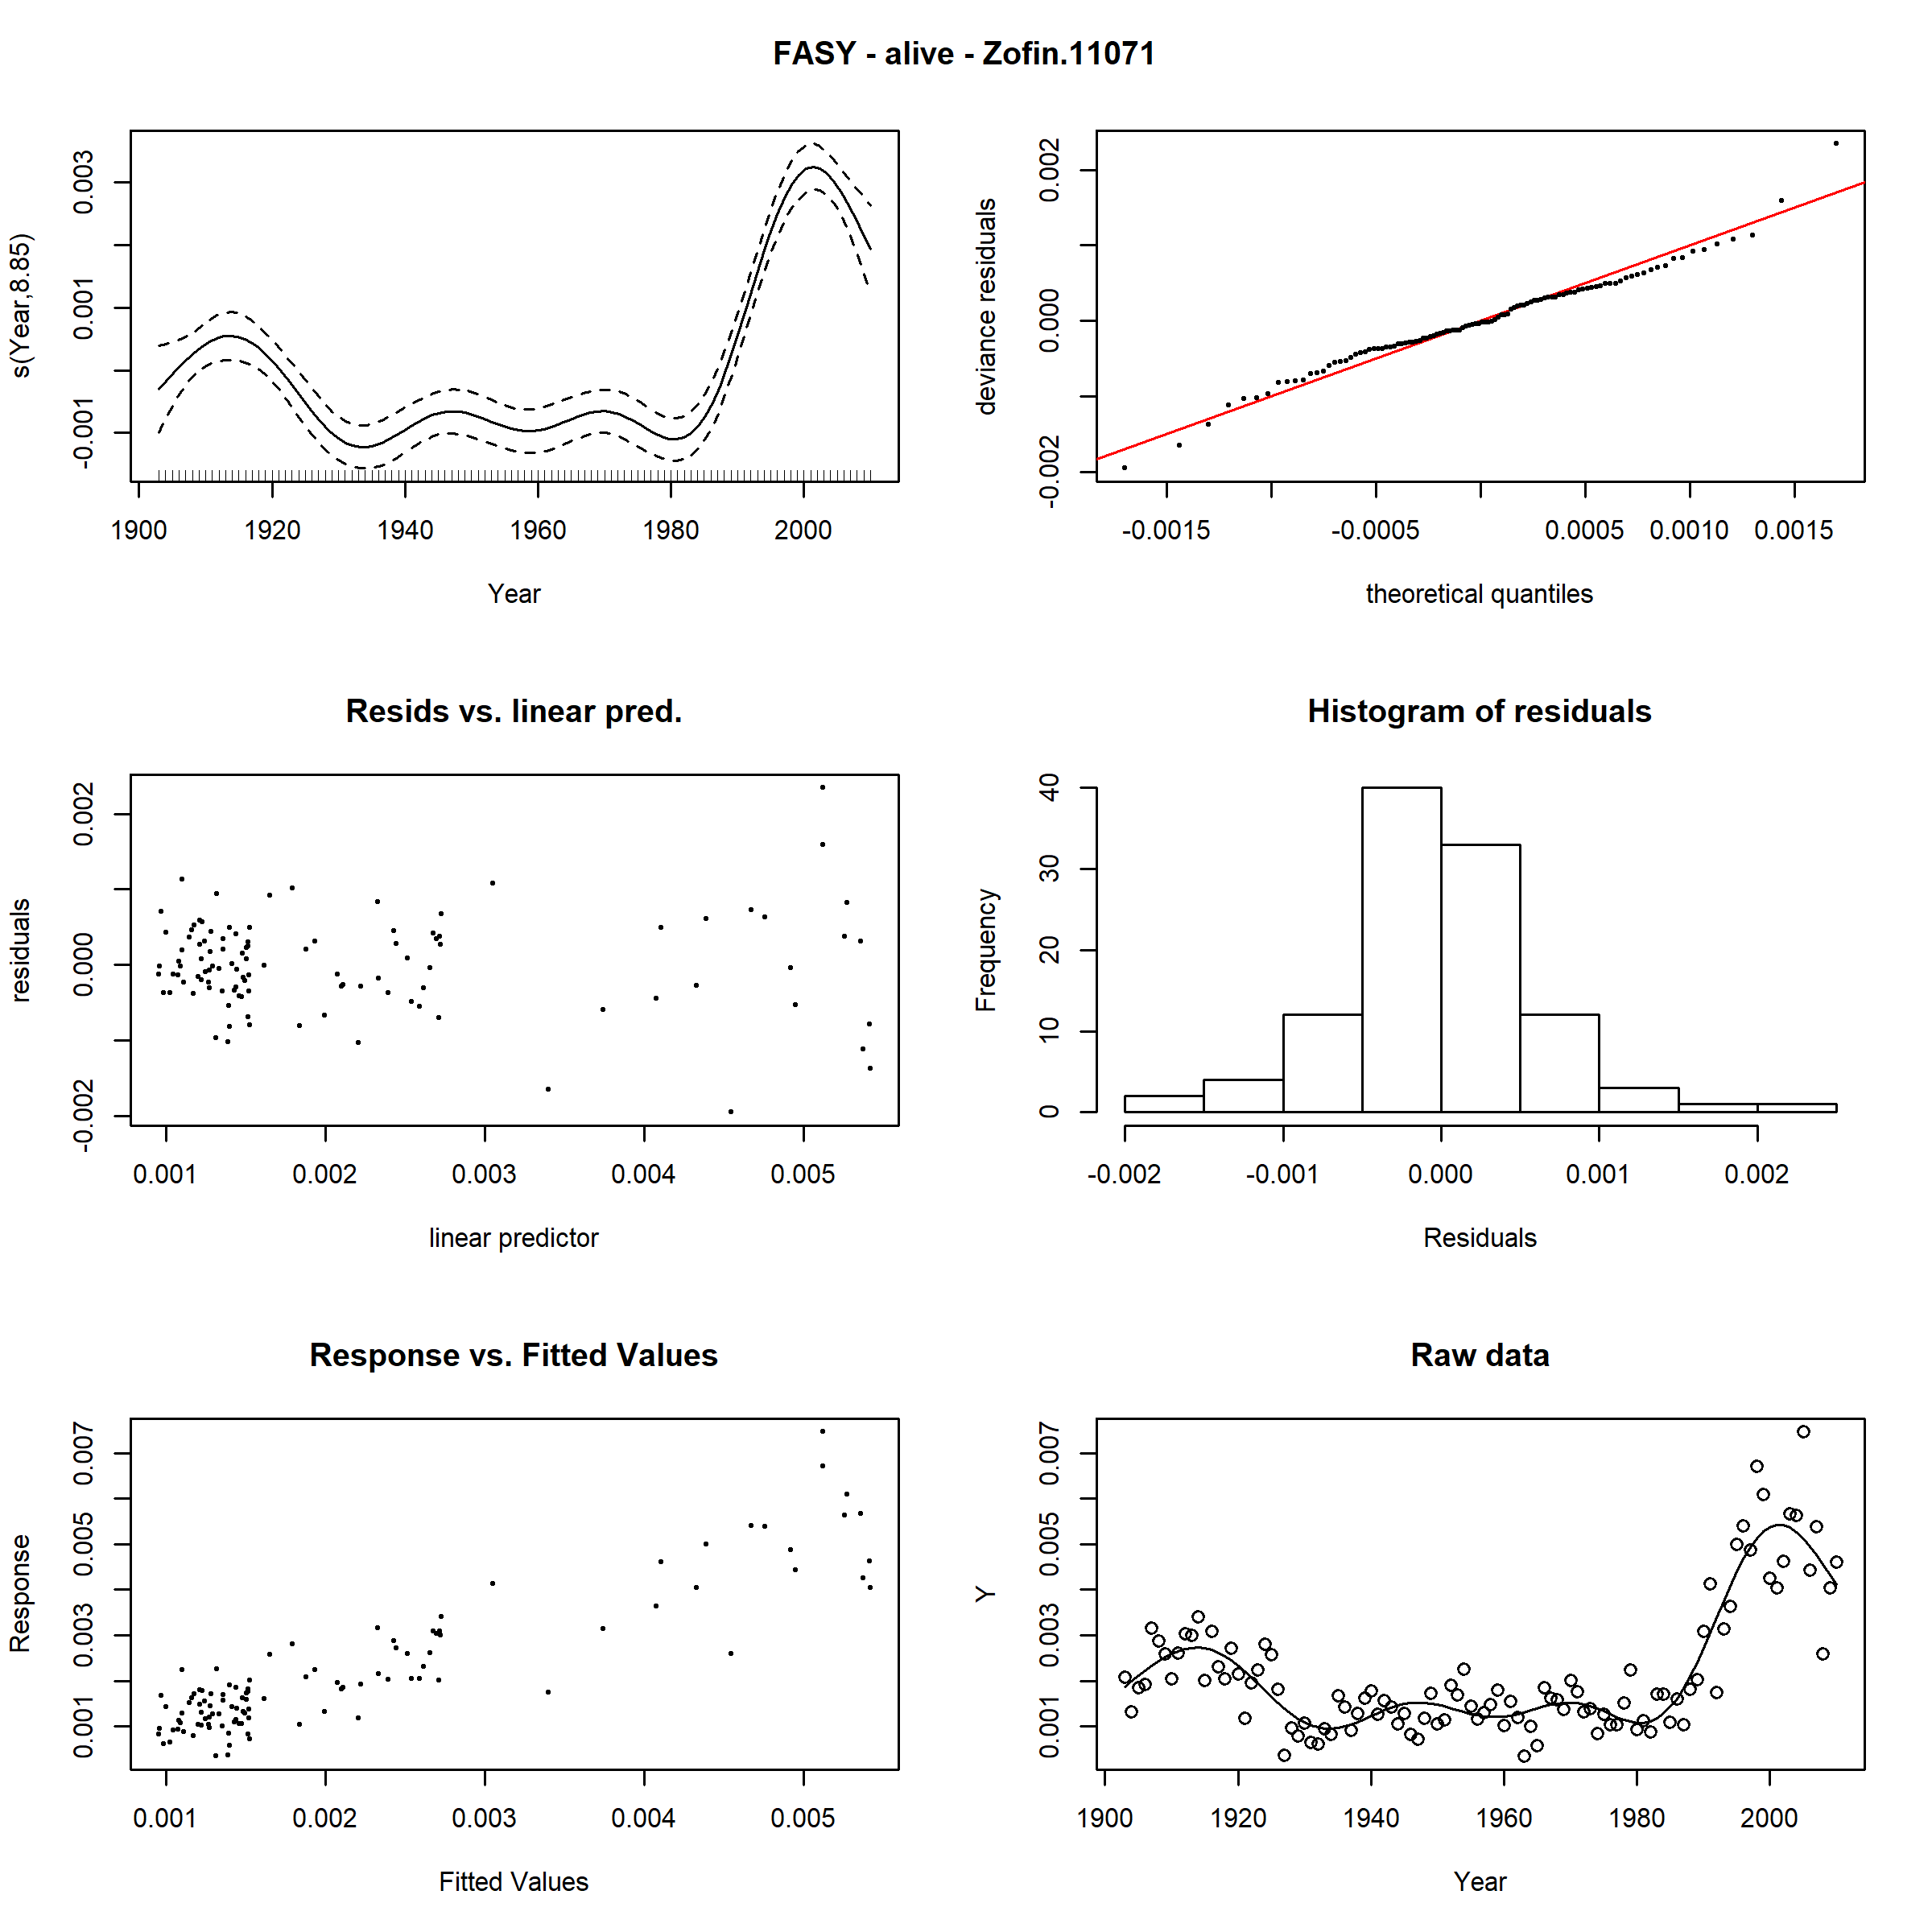 FASY - alive - Zofin.11071
s(Year,8.85)
-0.001 0.001 0.003
1900 1920 1940 1960 1980 2000
Year
deviance residuals
-0.002 0.000 0.002
-0.0015 -0.0005 0.0005 0.0010 0.0015
theoretical quantiles
Resids vs. linear pred.
residuals
-0.002 0.000 0.002
0.001 0.002 0.003 0.004 0.005
linear predictor
Histogram of residuals
Frequency
0 10 20 30 40
-0.002 -0.001 0.000 0.001 0.002
Residuals
Response vs. Fitted Values
Response
0.001 0.003 0.005 0.007
0.001 0.002 0.003 0.004 0.005
Fitted Values
Raw data
Y
0.001 0.003 0.005 0.007
1900 1920 1940 1960 1980 2000
Year